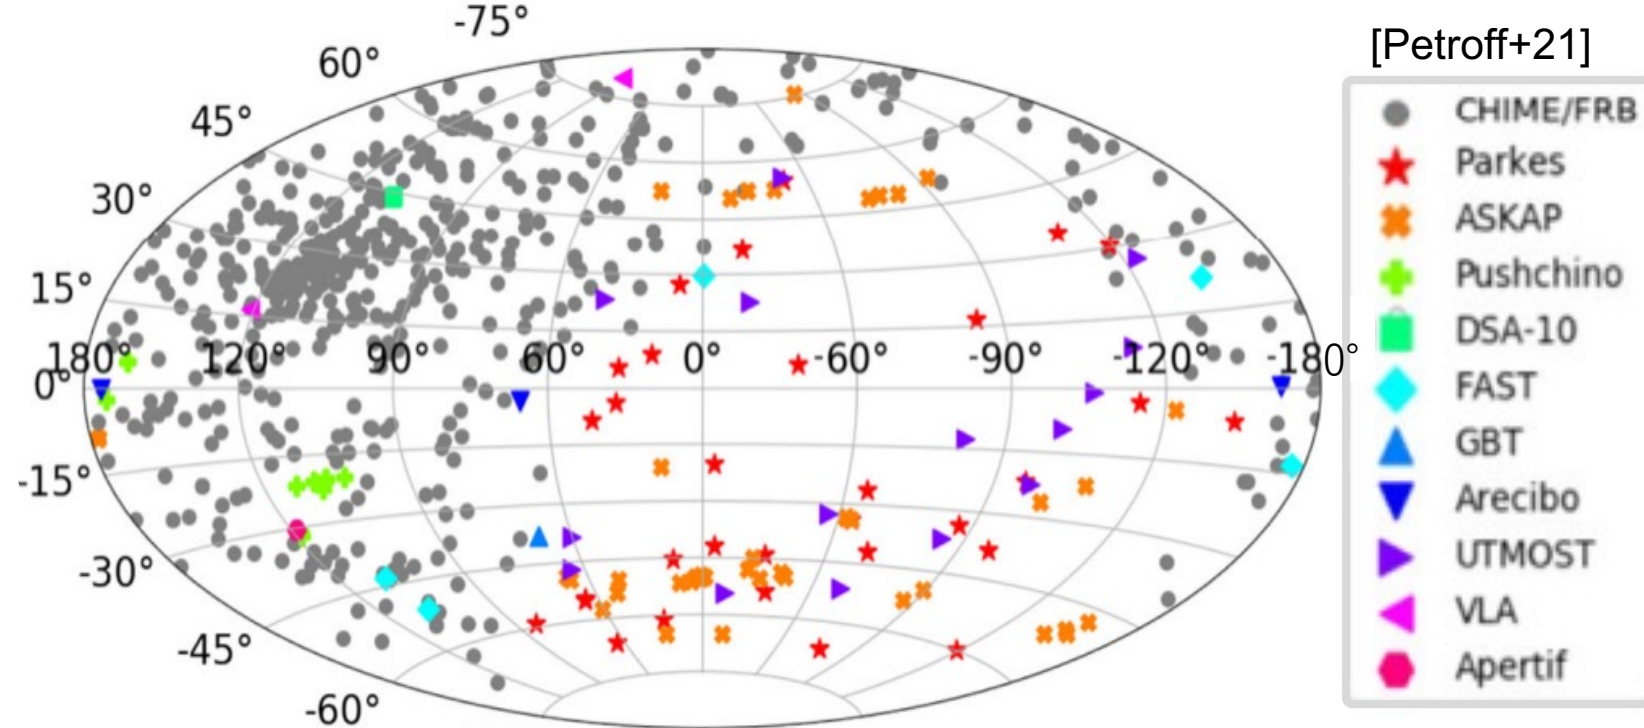 -75°
[Petroff+21]
60°
45°
30°
15°
180° 120° 90° 60° 0° -60° -90° -120° -180°
0°
0°
-15°
-30°
-45°
-60°
CHIME/FRB
Parkes
ASKAP
Pushchino
DSA-10
FAST
GBT
Arecibo
UTMOST
VLA
Apertif